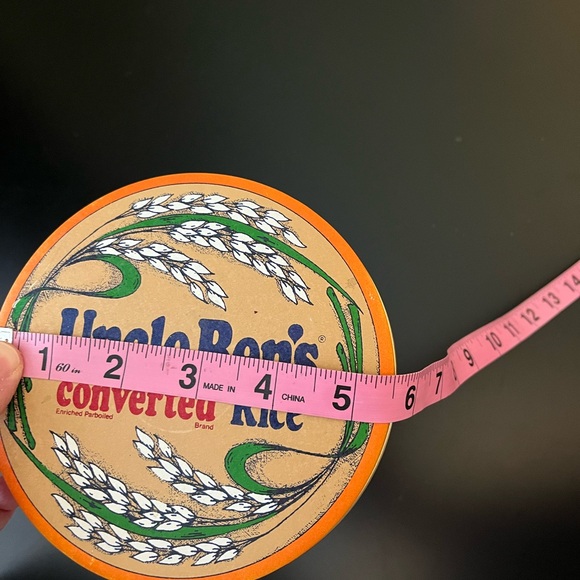 Uncle Ben's®
1 60 in 2 3 MADE IN 4 CHINA 5 6 7 8 9 10 11 12 13 14
converted Rice
Enriched Parboiled
Brand